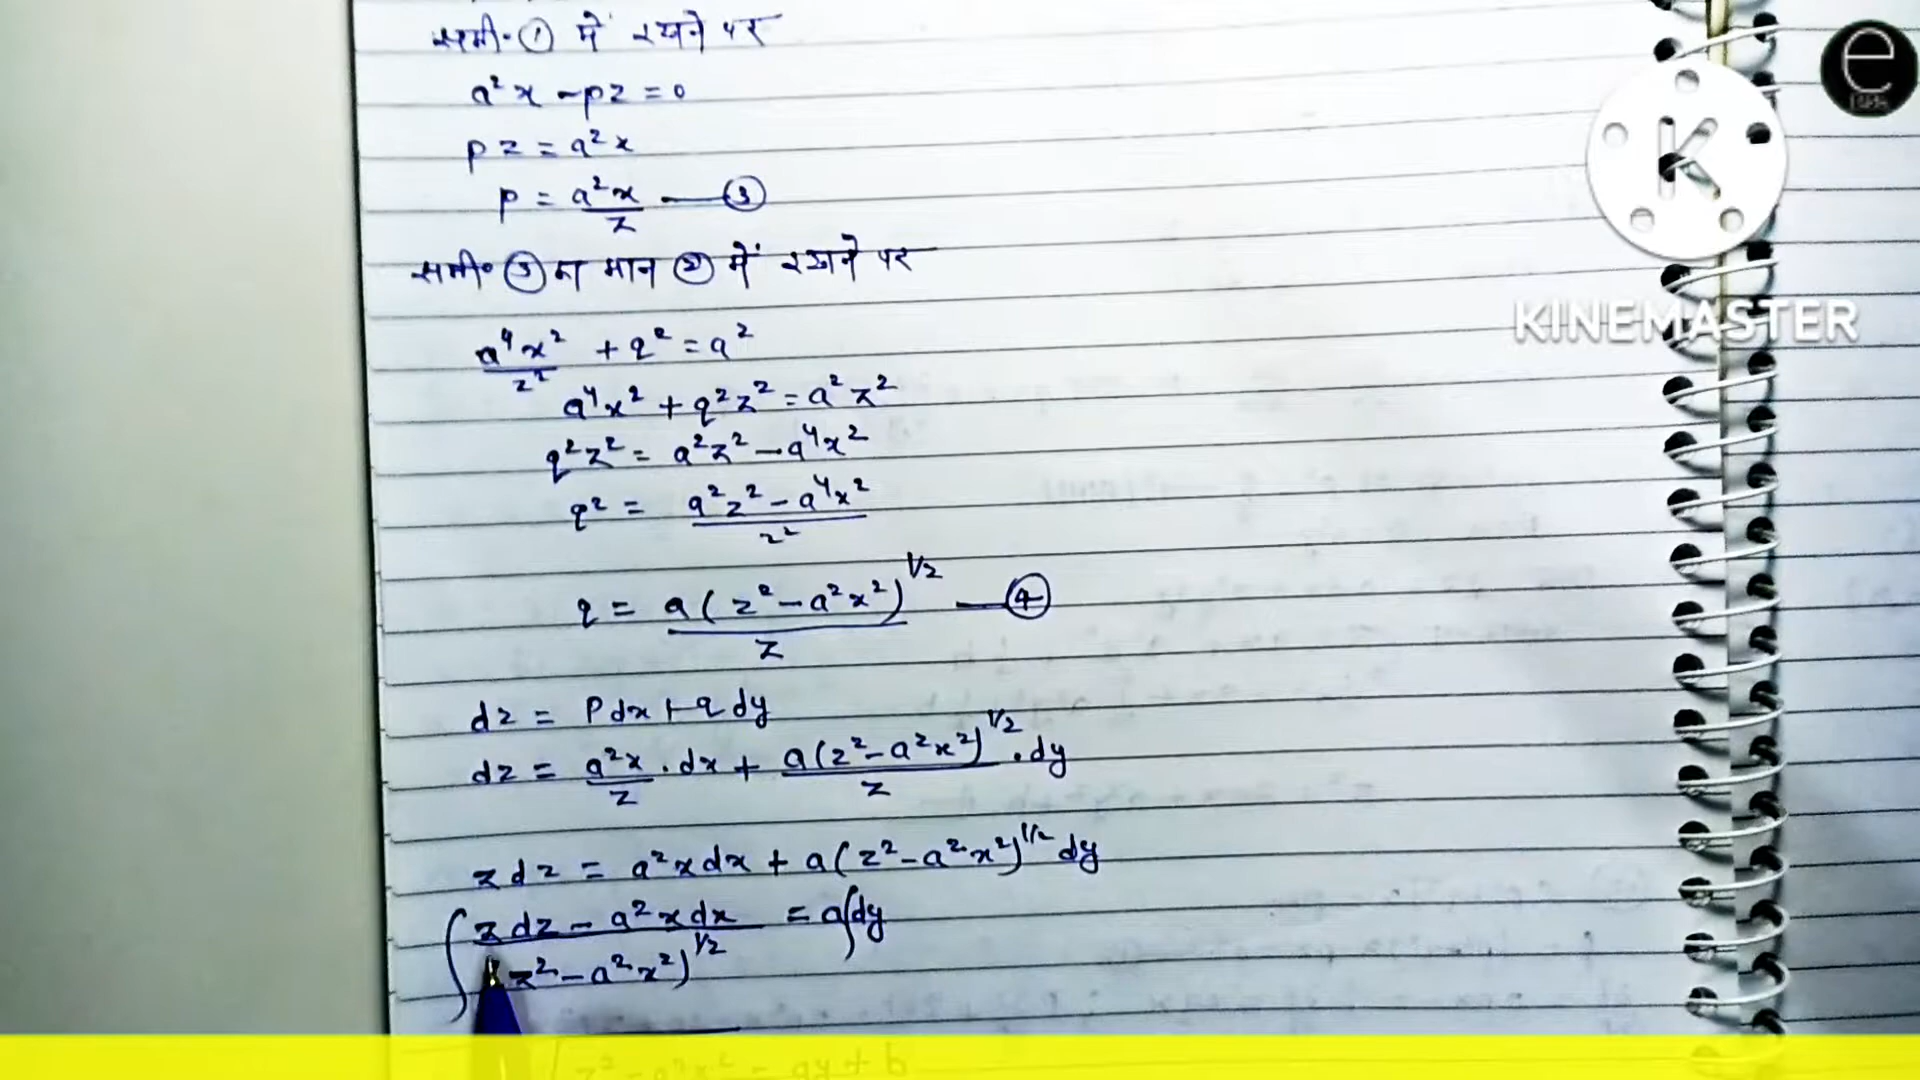 समी. ① में रखने पर
a²x - pz = 0
pz = a²x
p = a²x/z —③
समी. ③ का मान ② में रखने पर
a⁴x²/z² + q² = a²
a⁴x² + q²z² = a²z²
q²z² = a²z² - a⁴x²
q² = a²z² - a⁴x²/z²
q = a(z² - a²x²)^1/2/z —④
dz = Pdx + qdy
dz = a²x/z . dx + a(z² - a²x²)^1/2/z . dy
zdz = a²xdx + a(z² - a²x²)^1/2 dy
∫ zdz - a²xdx/(z² - a²x²)^1/2 = a∫dy
z² - a²x² = ay + b
K
KINEMASTER
e